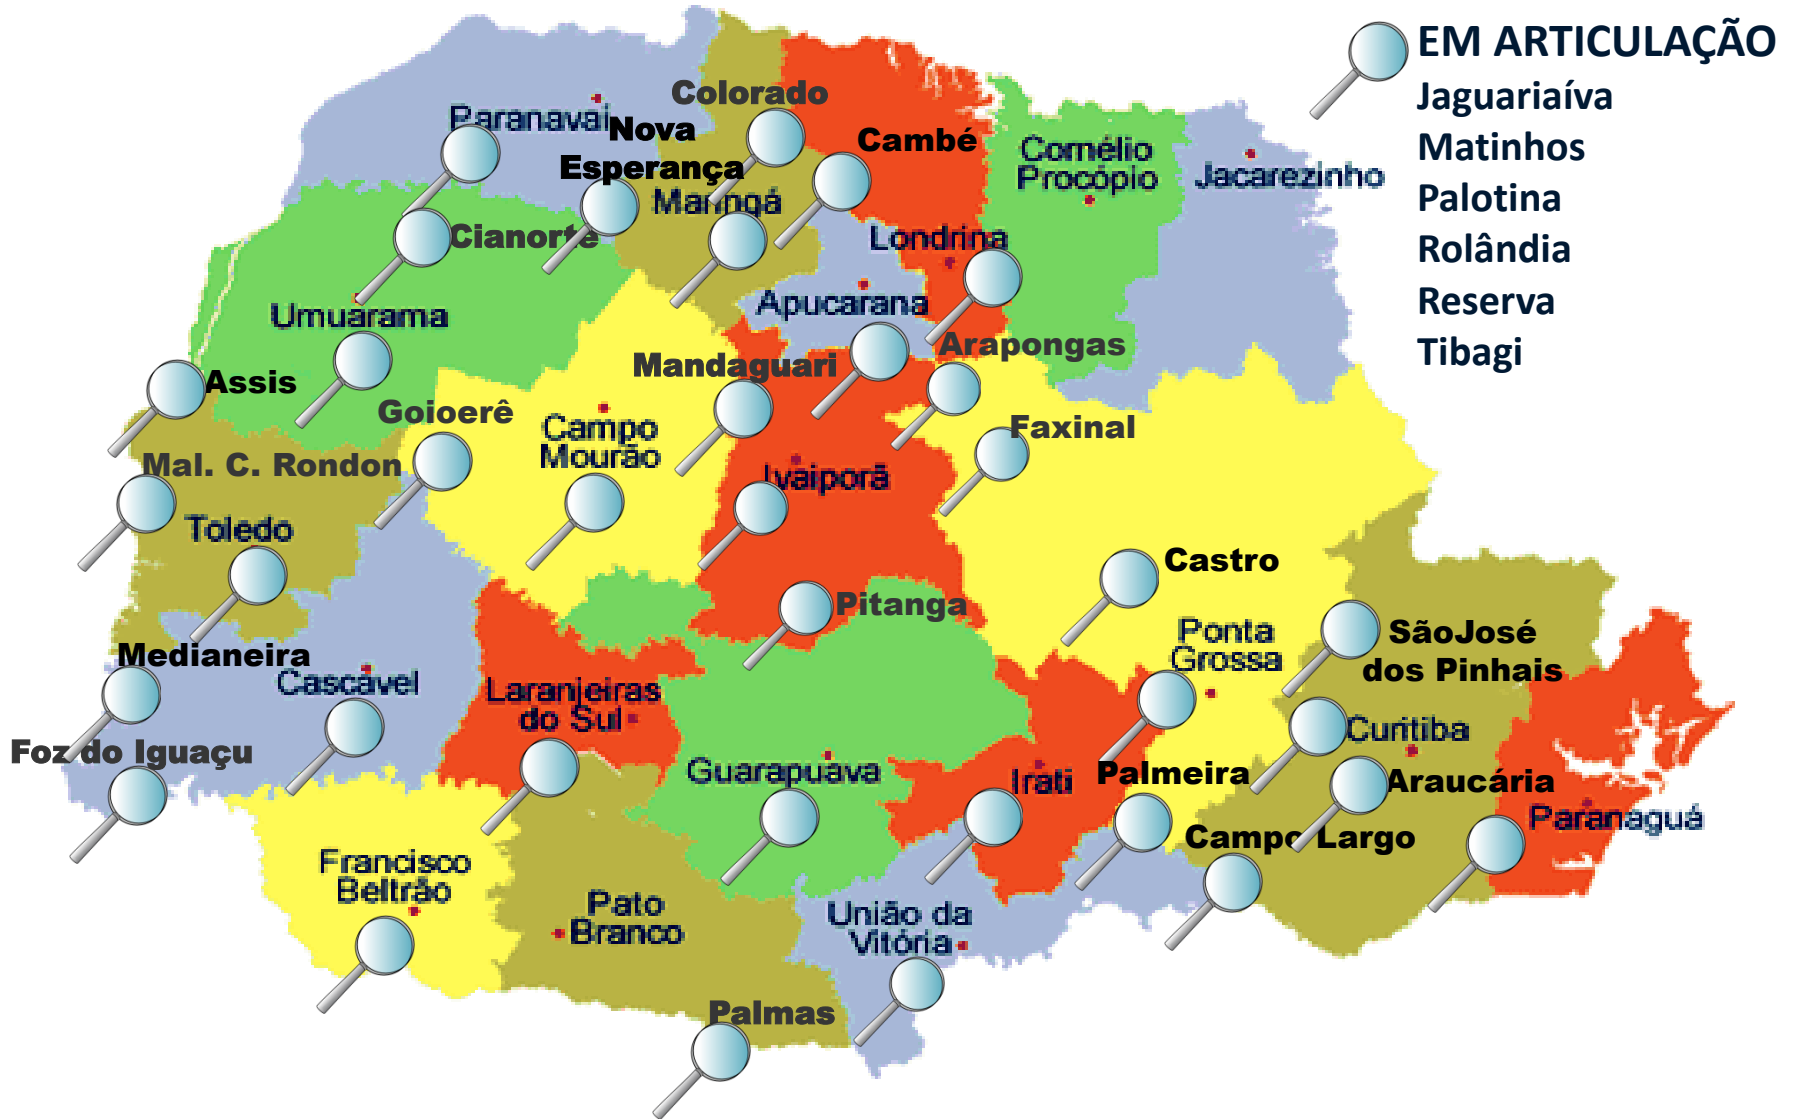 EM ARTICULAÇÃO
Jaguariaíva
Matinhos
Palotina
Rolândia
Reserva
Tibagi
Colorado
Paranavaí
Nova
Esperança
Cambé
Cornélio
Procópio
Jacarezinho
Maringá
Cianorte
Londrina
Umuarama
Apucarana
Arapongas
Mandaguari
Assis
Goioerê
Campo
Mourão
Faxinal
Mal. C. Rondon
Ivaiporã
Toledo
Castro
Pitanga
Ponta
Grossa
SãoJosé
dos Pinhais
Medianeira
Cascável
Laranjeiras
do Sul
Curitiba
Foz do Iguaçu
Guarapuava
Irati
Palmeira
Araucária
Paranaguá
Campo Largo
Francisco
Beltrão
Pato
Branco
União da
Vitória
Palmas